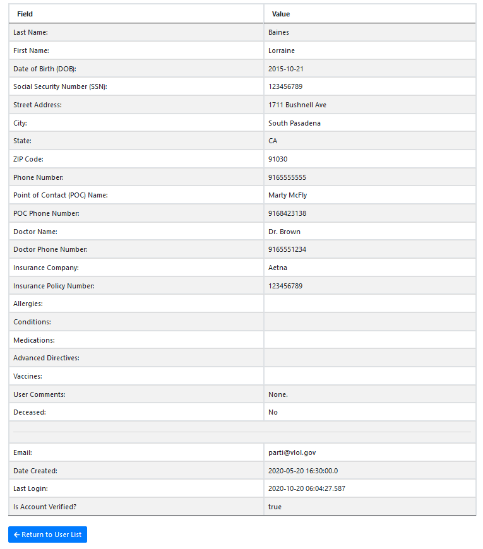 Field Value
Last Name: Baines
First Name: Lorraine
Date of Birth (DOB): 2015-10-21
Social Security Number (SSN): 123456789
Street Address: 1711 Bushnell Ave
City: South Pasadena
State: CA
ZIP Code: 91030
Phone Number: 9165555555
Point of Contact (POC) Name: Marty McFly
POC Phone Number: 9168423138
Doctor Name: Dr. Brown
Doctor Phone Number: 9165551234
Insurance Company: Aetna
Insurance Policy Number: 123456789
Allergies:
Conditions:
Medications:
Advanced Directives:
Vaccines:
User Comments: None.
Deceased: No
Email: parti@vlol.gov
Date Created: 2020-05-20 16:30:00.0
Last Login: 2020-10-20 06:04:27.587
Is Account Verified? true
← Return to User List